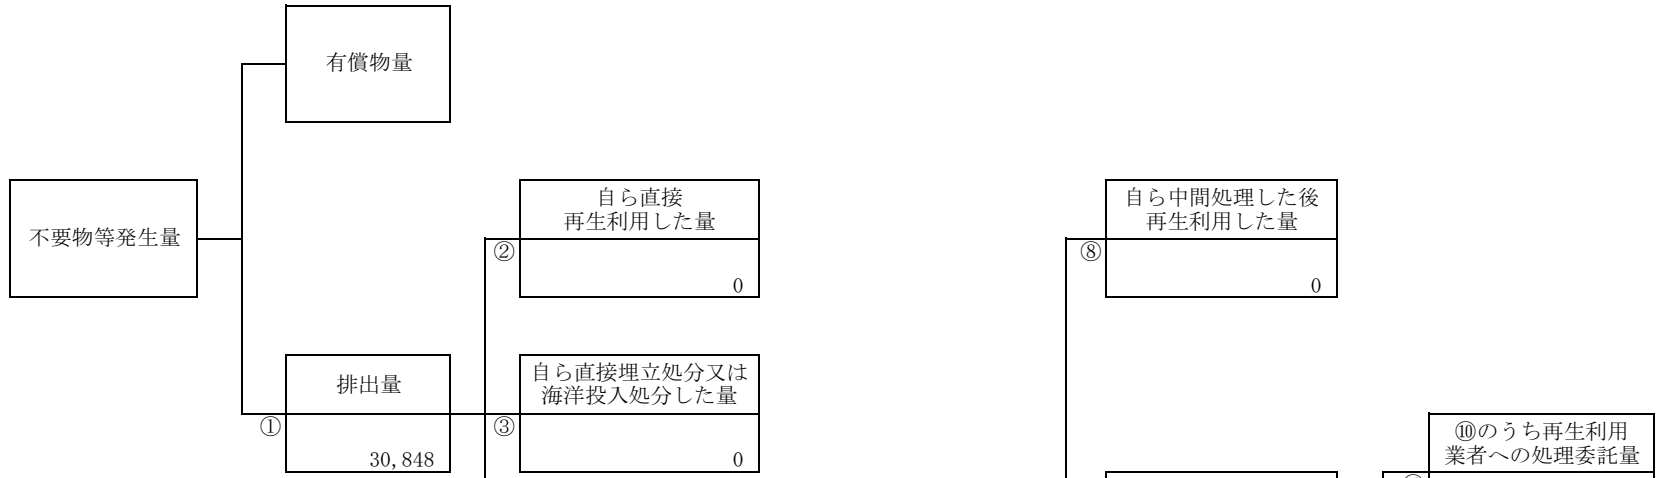 有償物量
不要物等発生量
自ら直接
再生利用した量
②
0
自ら中間処理した後
再生利用した量
⑧
0
排出量
①
30,848
自ら直接埋立処分又は
海洋投入処分した量
③
0
⑩のうち再生利用
業者への処理委託量